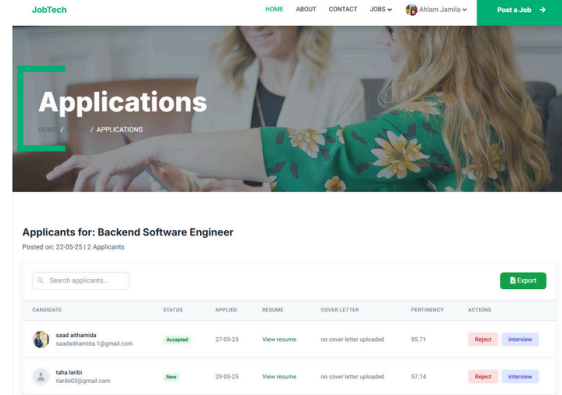 JobTech
HOME ABOUT CONTACT JOBS Ahlam Jamila Post a Job →
Applications
HOME / / APPLICATIONS
Applicants for: Backend Software Engineer
Posted on: 22-05-25 | 2 Applicants
Search applicants... Export
CANDIDATE STATUS APPLIED RESUME COVER LETTER PERTINENCY ACTIONS
saad aithamida
saadaithamida.1@gmail.com Accepted 27-05-25 View resume no cover letter uploaded 85.71 Reject interview
taha laribi
tlaribi03@gmail.com New 29-05-25 View resume no cover letter uploaded 57.14 Reject interview